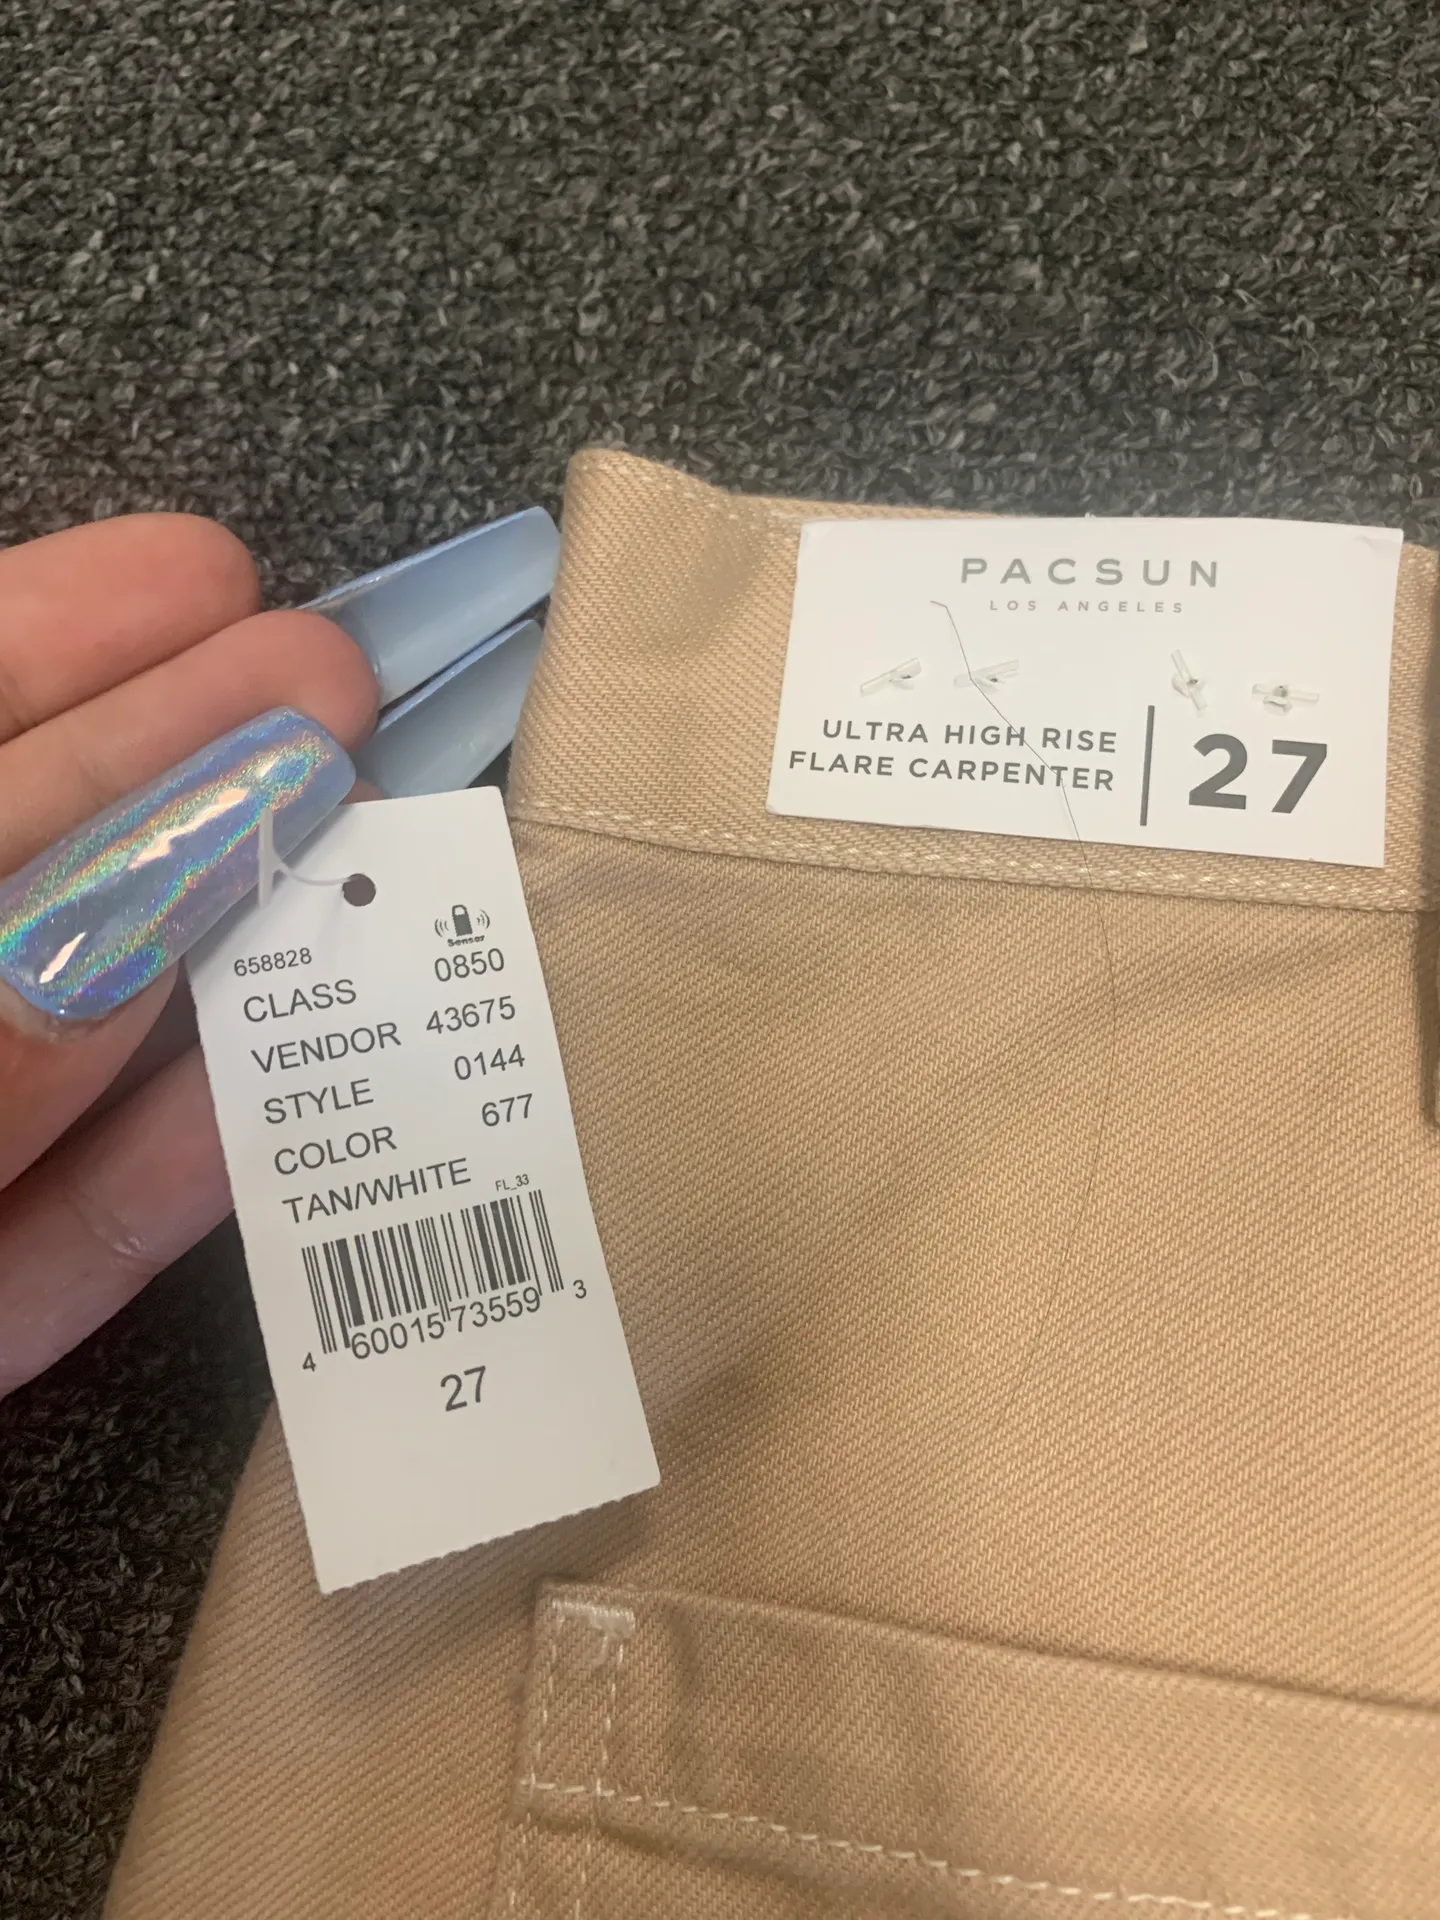 PACSUN
LOS ANGELES
ULTRA HIGH RISE
FLARE CARPENTER
27
Sensor
658828
CLASS 0850
VENDOR 43675
STYLE 0144
COLOR 677
TAN/WHITE FL_33
4 60015 73559 3
27